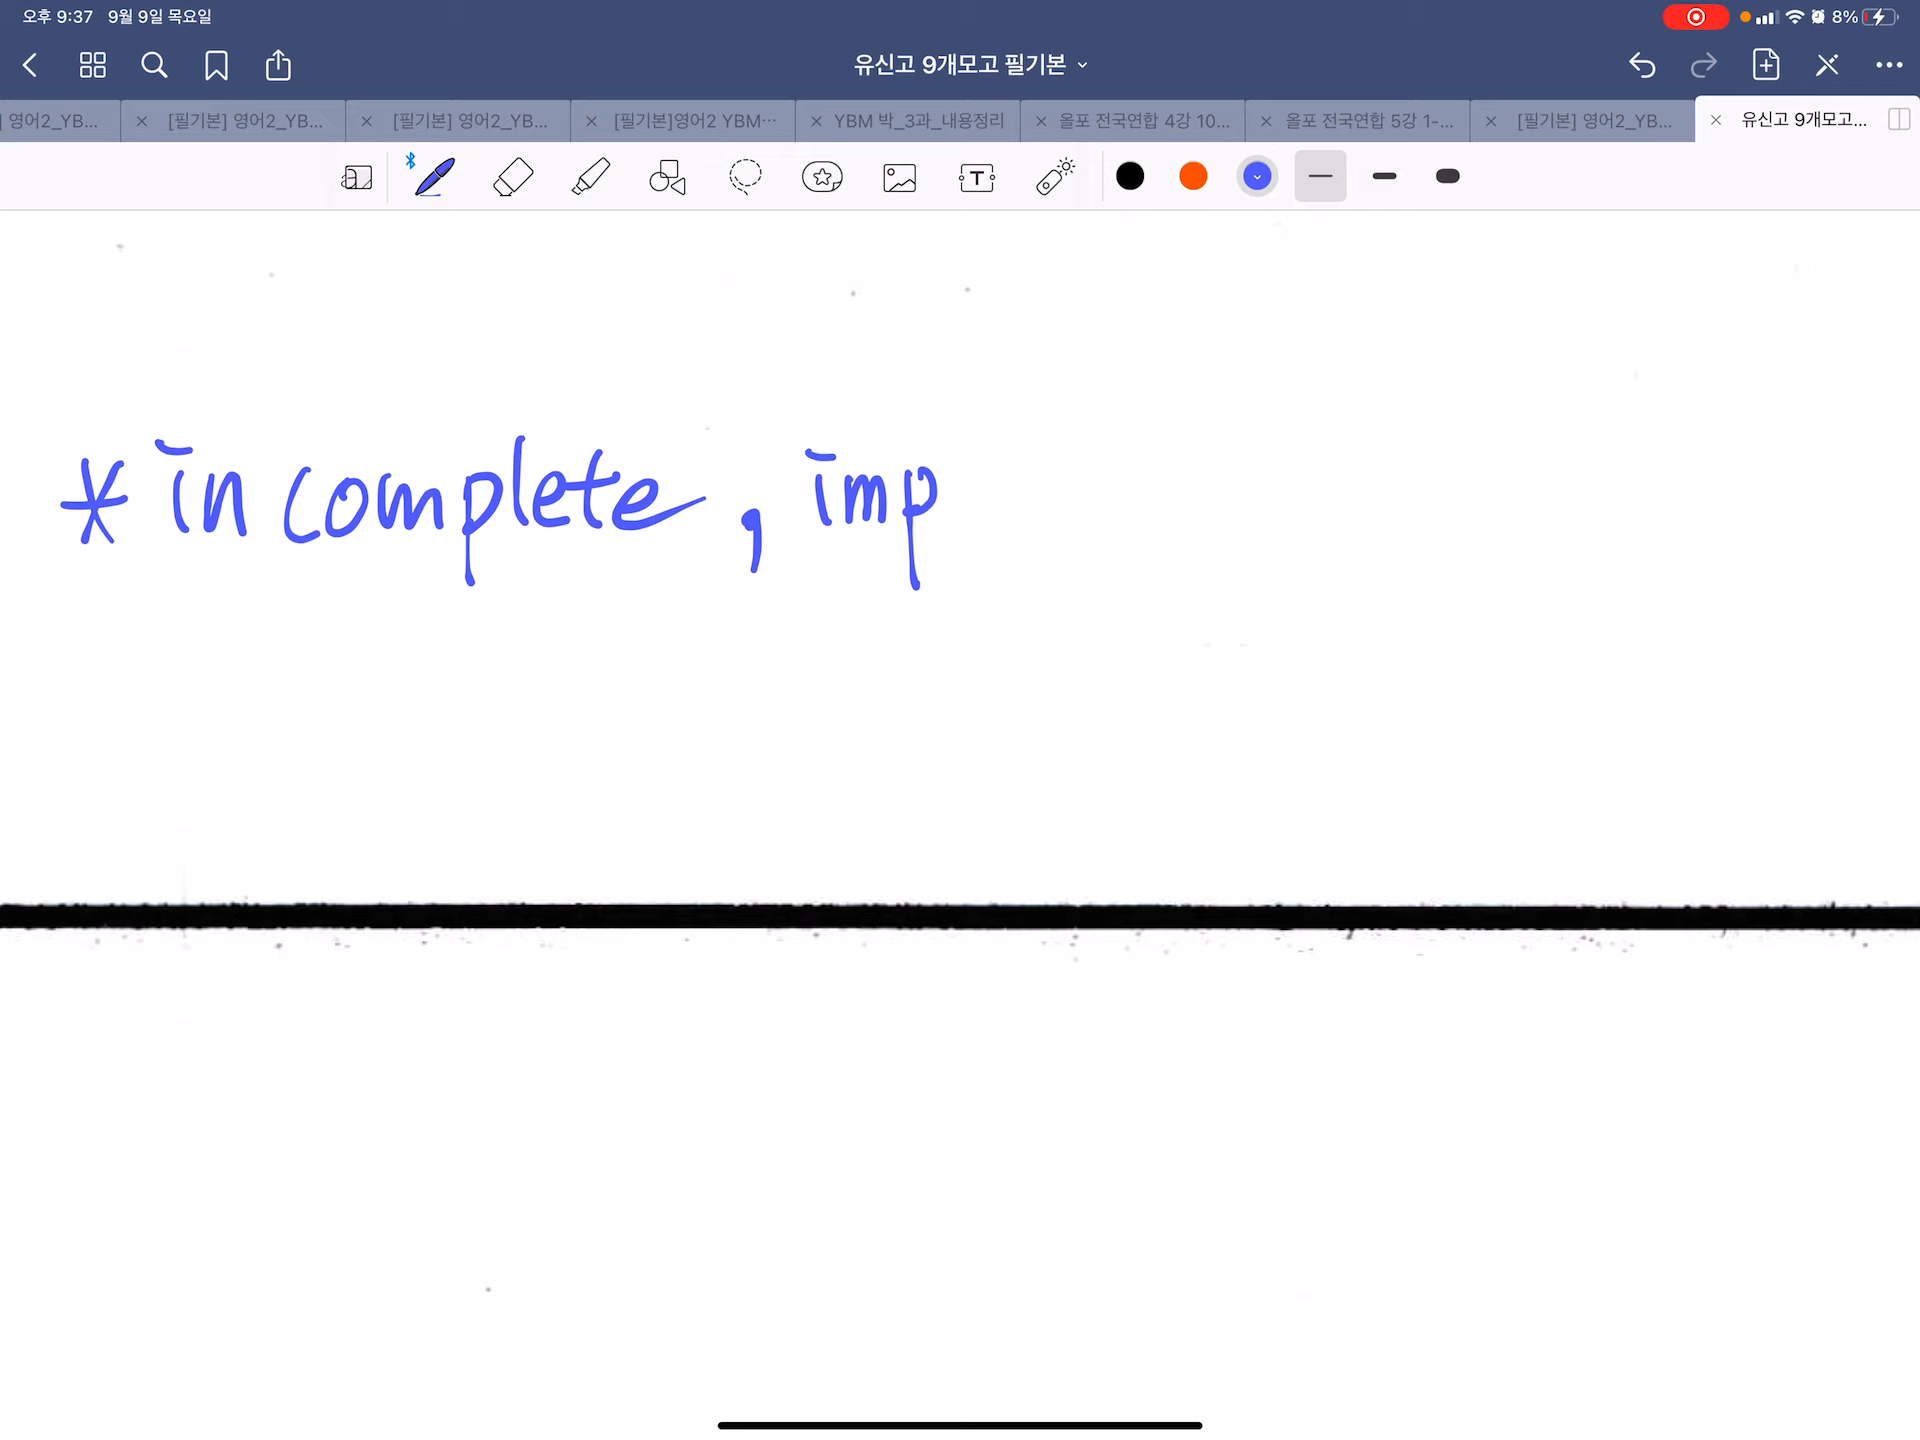 오후 9:37 9월 9일 목요일 8%
유신고 9개모고 필기본
영어2_YB... × [필기본] 영어2_YB... × [필기본] 영어2_YB... × [필기본]영어2 YBM... × YBM 박_3과_내용정리 × 올포 전국연합 4강 10... × 올포 전국연합 5강 1-... × [필기본] 영어2_YB... × 유신고 9개모고...
* in complete, imp